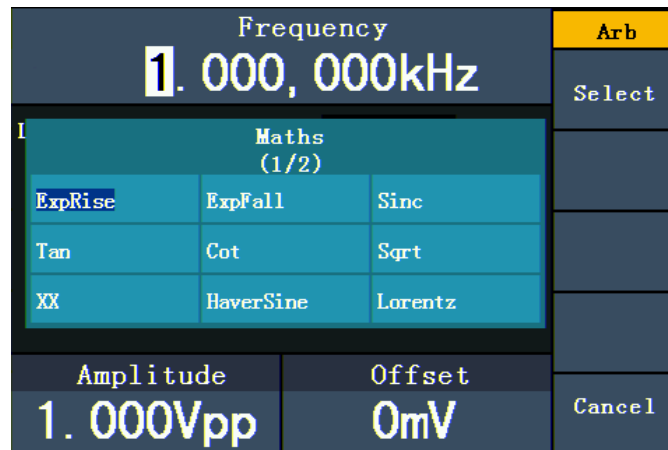 Frequency
1.000,000kHz
Arb
Select
Maths
(1/2)
ExpRise ExpFall Sinc
Tan Cot Sqrt
XX HaverSine Lorentz
Amplitude Offset
1.000Vpp 0mV
Cancel